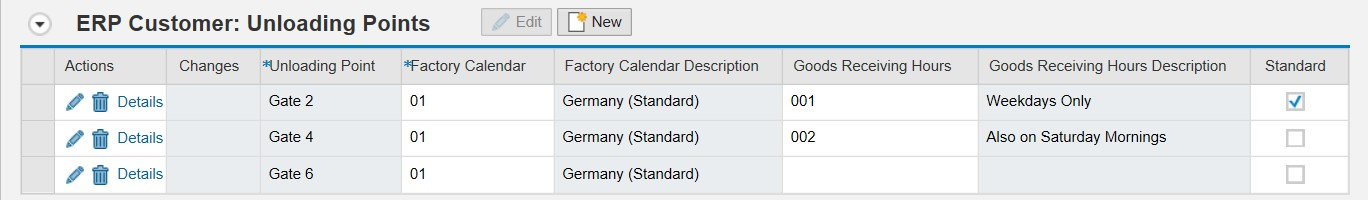 ERP Customer: Unloading Points Edit New
Actions Changes *Unloading Point *Factory Calendar Factory Calendar Description Goods Receiving Hours Goods Receiving Hours Description Standard
Details Gate 2 01 Germany (Standard) 001 Weekdays Only
Details Gate 4 01 Germany (Standard) 002 Also on Saturday Mornings
Details Gate 6 01 Germany (Standard)